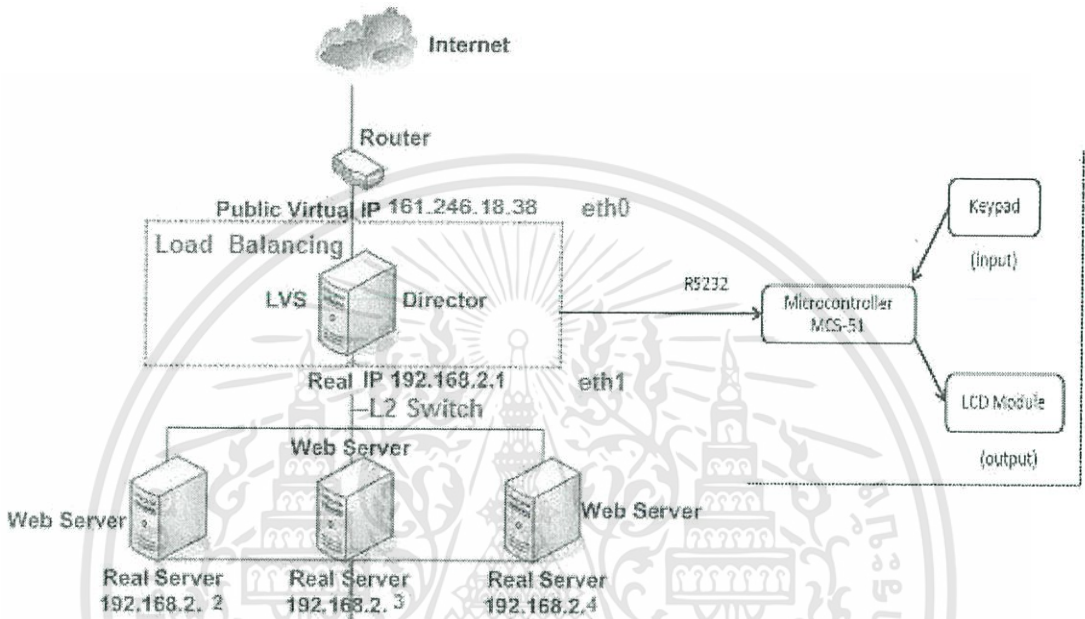 Internet
Router
Public Virtual IP 161.246.18.38 eth0
Load Balancing
LVS Director
Real IP 192.168.2.1 eth1
L2 Switch
Web Server
Web Server
Web Server
Real Server
192.168.2. 2
Real Server
192.168.2. 3
Real Server
192.168.2.4
RS232
Keypad
(input)
Microcontroller
MCS-51
LCD Module
(output)